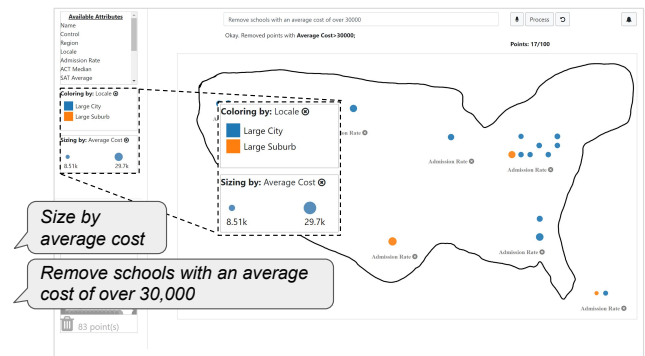 Available Attributes
Name
Control
Region
Locale
Admission Rate
ACT Median
SAT Average
Remove schools with an average cost of over 30000
Process
Okay. Removed points with Average Cost>30000;
Points: 17/100
Coloring by: Locale
Large City
Large Suburb
Sizing by: Average Cost
8.51k 29.7k
Coloring by: Locale
Large City
Large Suburb
Sizing by: Average Cost
8.51k 29.7k
Admission Rate
Admission Rate
Admission Rate
Admission Rate
Admission Rate
Size by
average cost
Remove schools with an average
cost of over 30,000
83 point(s)